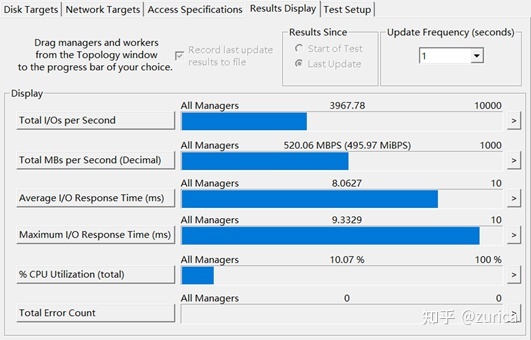 Disk Targets Network Targets Access Specifications Results Display Test Setup
Drag managers and workers
from the Topology window
to the progress bar of your choice.
Record last update
results to file
Results Since
Start of Test
Last Update
Update Frequency (seconds)
1
Display
All Managers 3967.78 10000
Total I/Os per Second >
All Managers 520.06 MBPS (495.97 MiBPS) 1000
Total MBs per Second (Decimal) >
All Managers 8.0627 10
Average I/O Response Time (ms) >
All Managers 9.3329 10
Maximum I/O Response Time (ms) >
All Managers 10.07 % 100 %
% CPU Utilization (total) >
All Managers 0 0
Total Error Count >
知乎 @zurica